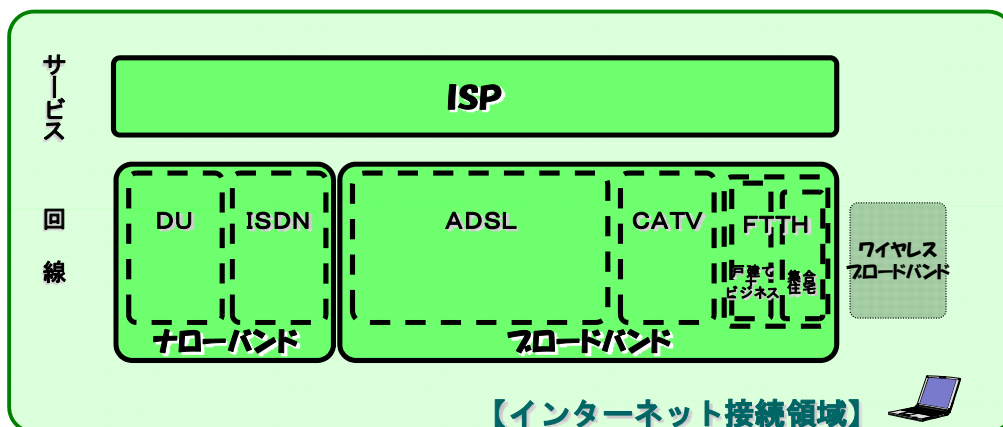 サービス
ISP
回線
DU
ISDN
ADSL
CATV
FTTH
戸建て
+
ビジネス
集合
住宅
ワイヤレス
ブロードバンド
ナローバンド
ブロードバンド
【インターネット接続領域】